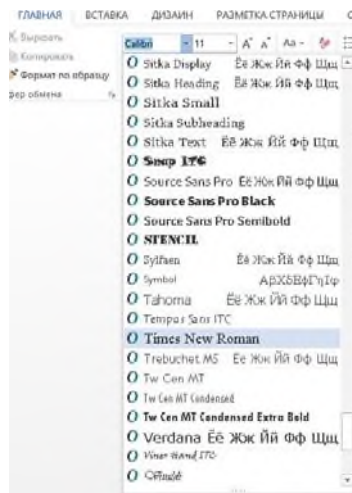 ГЛАВНАЯ ВСТАВКА ДИЗАЙН РАЗМЕТКА СТРАНИЦЫ
Вырезать
Копировать
Формат по образцу
фер обмена
Calibri 11 Aa
Sitka Display Ёё Жж Йй Фф Щщ
Sitka Heading Ёё Жж Йй Фф Щщ
Sitka Small
Sitka Subheading
Sitka Text Ёё Жж Йй Фф Щщ
Snap ITC
Source Sans Pro Ёё Жж Йй Фф Щщ
Source Sans Pro Black
Source Sans Pro Semibold
STENCIL
Sylfaen Ёё Жж Йй Фф Щщ
Symbol
Tahoma Ёё Жж Йй Фф Щщ
Tempus Sans ITC
Times New Roman
Trebuchet MS Ёё Жж Йй Фф Щщ
Tw Cen MT
Tw Cen MT Condensed
Tw Cen MT Condensed Extra Bold
Verdana Ёё Жж Йй Фф Щщ
Viner Hand ITC